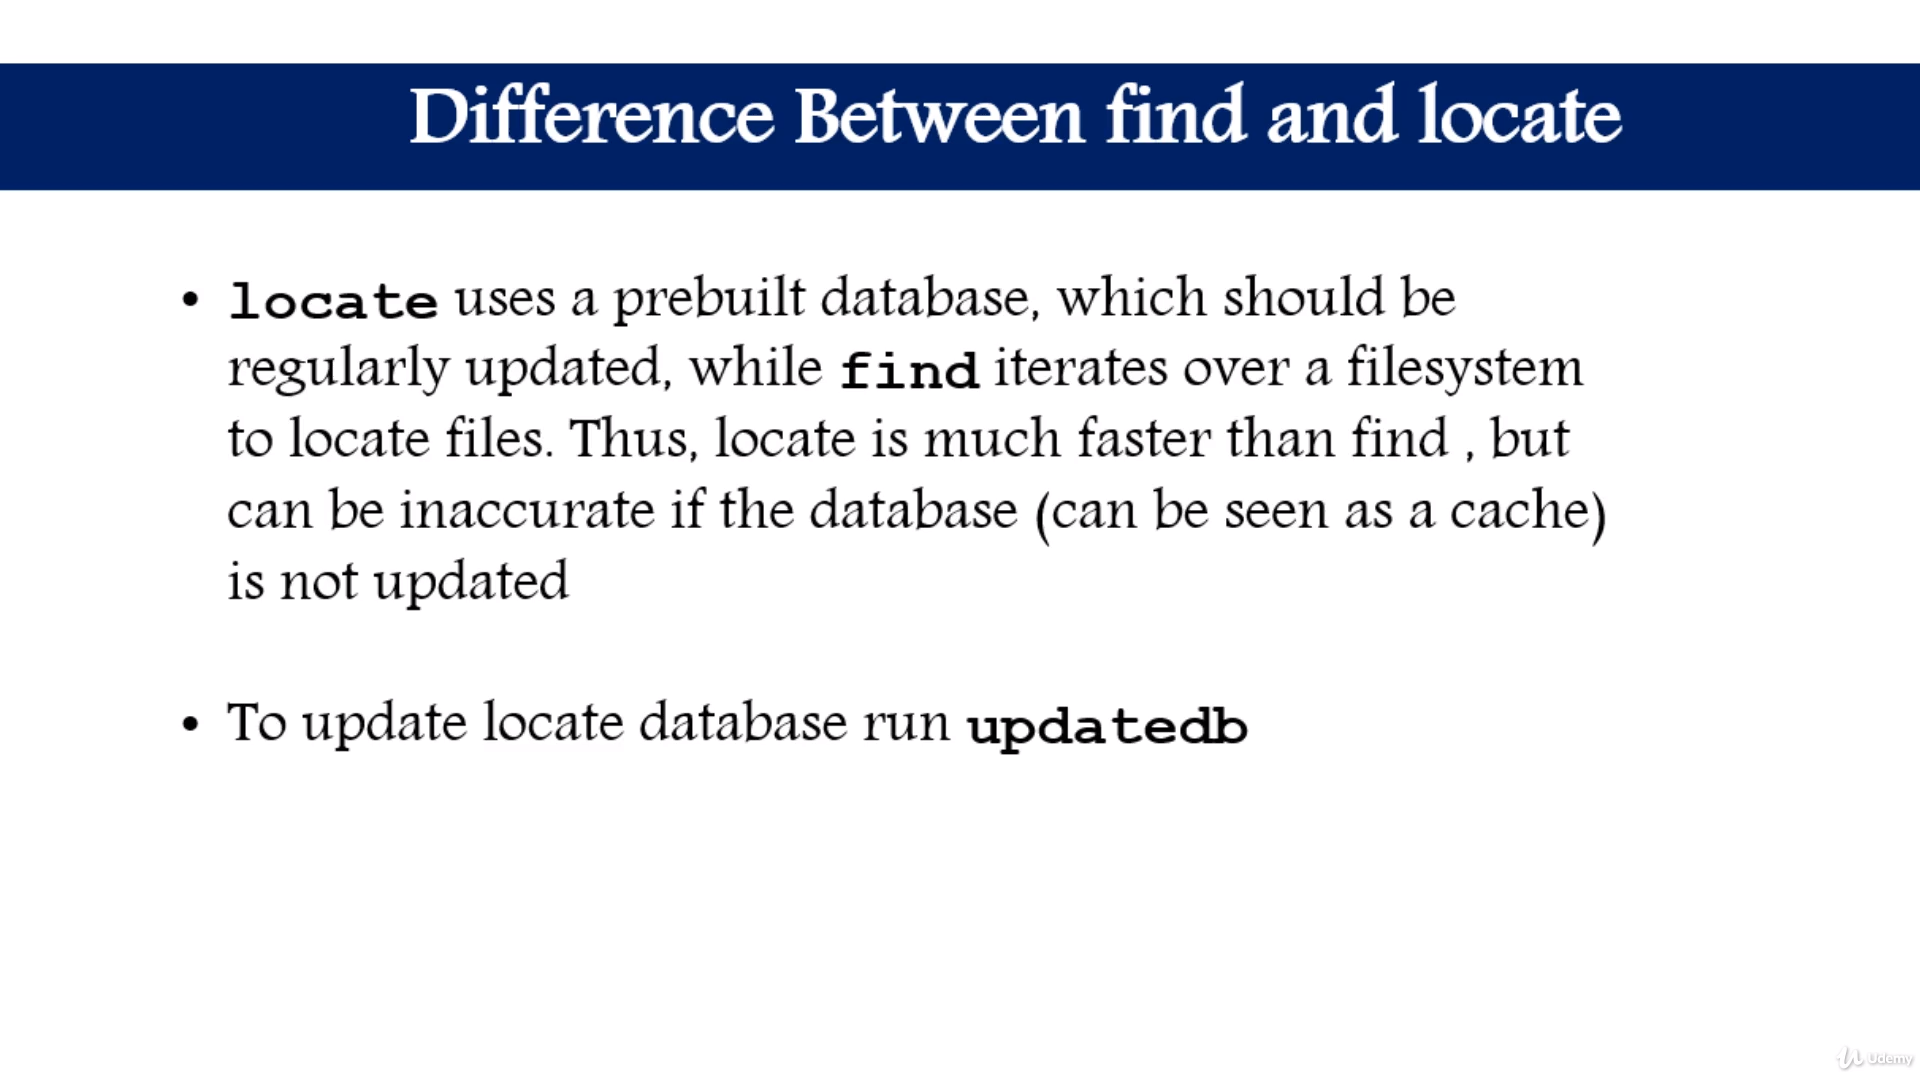 Difference Between find and locate
• locate uses a prebuilt database, which should be
regularly updated, while find iterates over a filesystem
to locate files. Thus, locate is much faster than find , but
can be inaccurate if the database (can be seen as a cache)
is not updated
• To update locate database run updatedb
Udemy